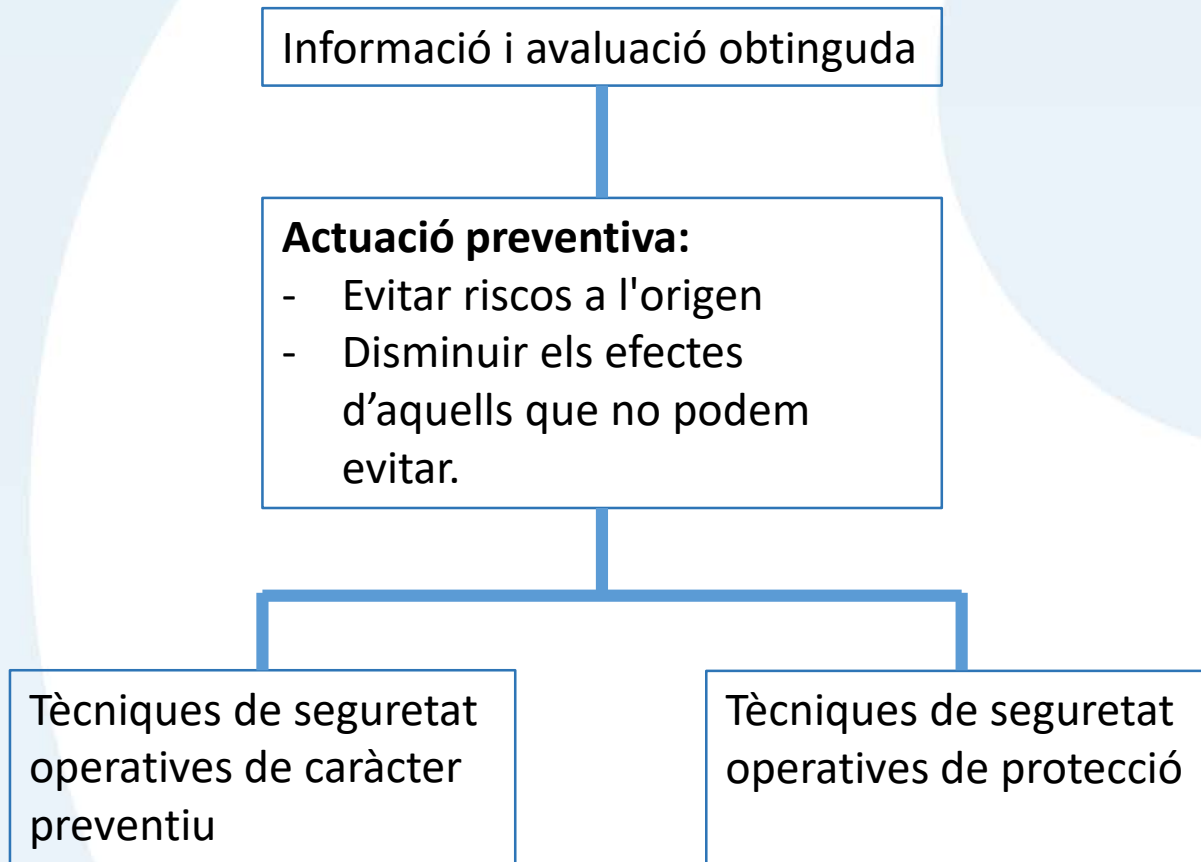 Informació i avaluació obtinguda
Actuació preventiva:
- Evitar riscos a l'origen
- Disminuir els efectes
d’aquells que no podem
evitar.
Tècniques de seguretat
operatives de caràcter
preventiu
Tècniques de seguretat
operatives de protecció